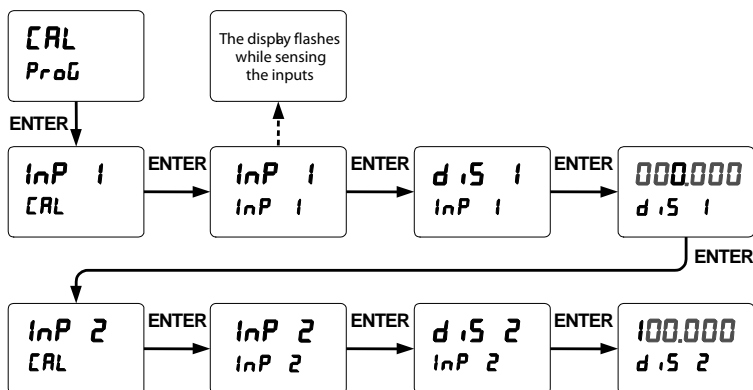 CAL
ProG
The display flashes
while sensing
the inputs
ENTER
InP 1
CAL
ENTER
InP 1
InP 1
ENTER
diS 1
InP 1
ENTER
000.000
diS 1
ENTER
InP 2
CAL
ENTER
InP 2
InP 2
ENTER
diS 2
InP 2
ENTER
100.000
diS 2